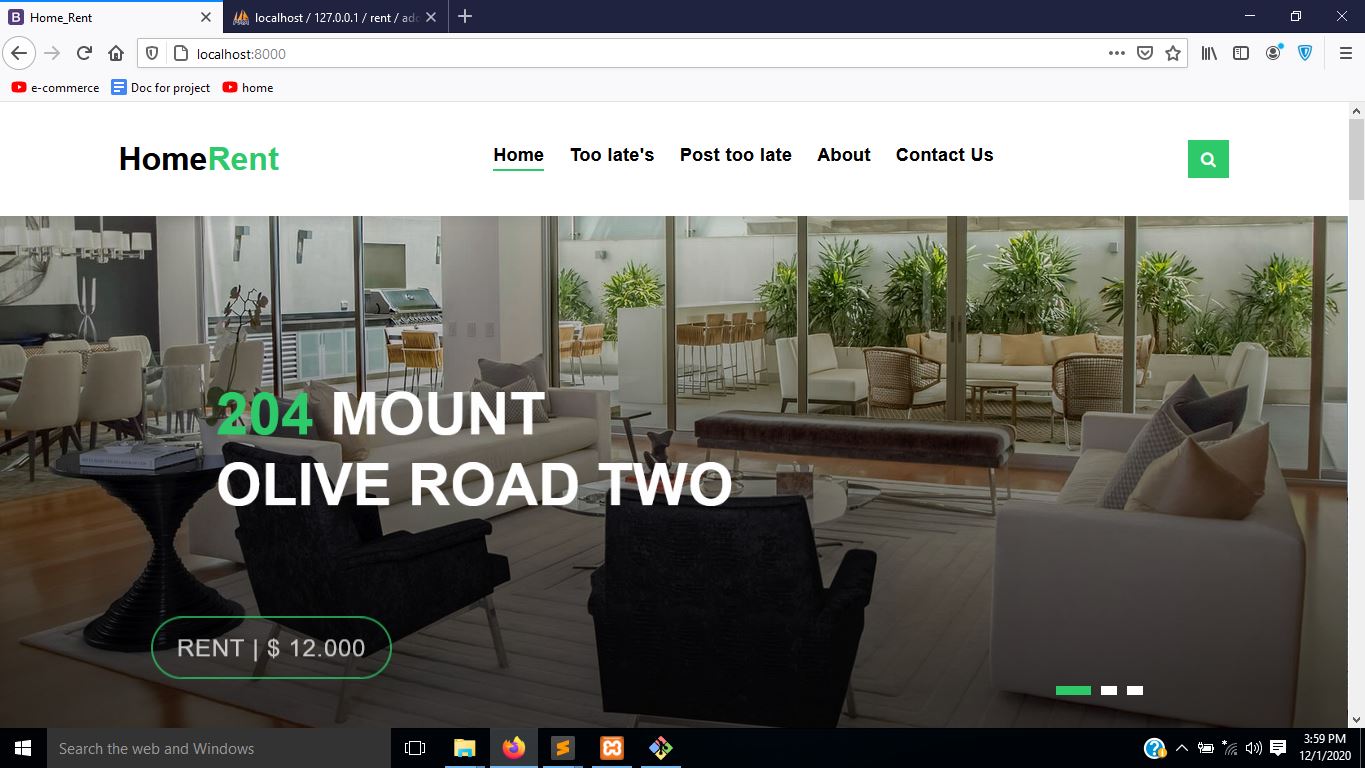 Home_Rent
localhost / 127.0.0.1 / rent / add
localhost:8000
e-commerce
Doc for project
home
HomeRent
Home
Too late's
Post too late
About
Contact Us
204 MOUNT
OLIVE ROAD TWO
RENT | $ 12.000
Search the web and Windows
3:59 PM
12/1/2020